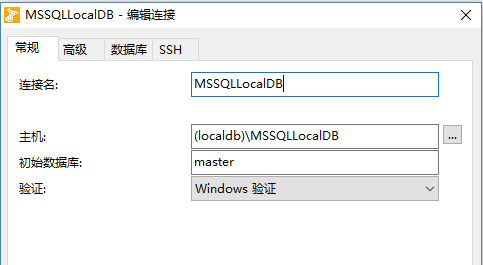 MSSQLLocalDB - 编辑连接
常规 高级 数据库 SSH
连接名: MSSQLLocalDB
主机: (localdb)\MSSQLLocalDB ...
初始数据库: master
验证: Windows 验证